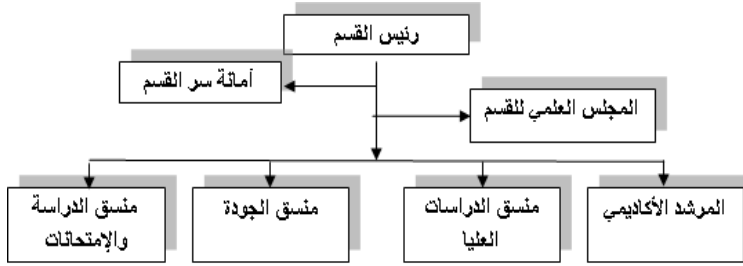 رئيس القسم
أمانة سر القسم
المجلس العلمي للقسم
المرشد الأكاديمي
منسق الدراسات
العليا
منسق الجودة
منسق الدراسة
والإمتحانات